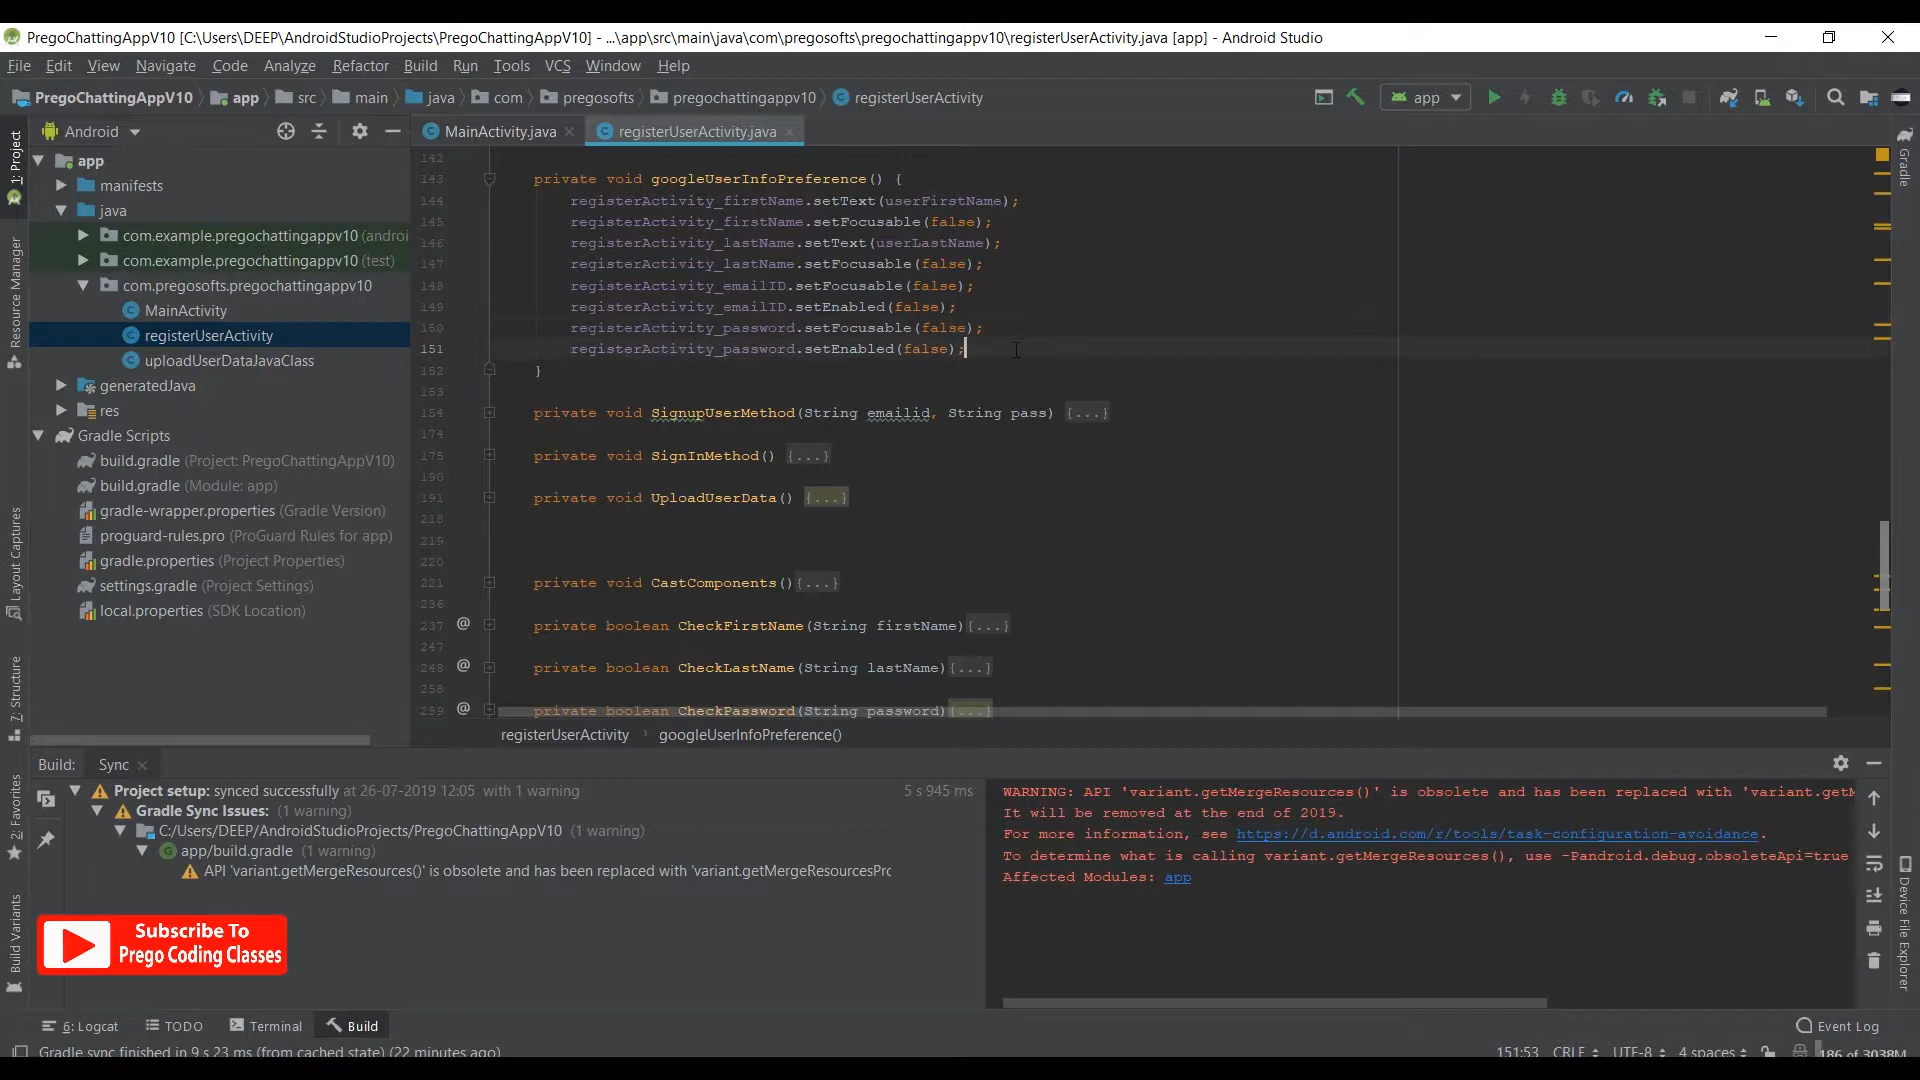 PregoChattingAppV10 [C:\Users\DEEP\AndroidStudioProjects\PregoChattingAppV10] - ...\app\src\main\java\com\pregosofts\pregochattingappv10\registerUserActivity.java [app] - Android Studio
File Edit View Navigate Code Analyze Refactor Build Run Tools VCS Window Help
PregoChattingAppV10 app src main java com pregosofts pregochattingappv10 registerUserActivity app
Android MainActivity.java registerUserActivity.java
1: Project
Resource Manager
Layout Captures
7: Structure
2: Favorites
Build Variants
app
manifests
java
com.example.pregochattingappv10 (androi
com.example.pregochattingappv10 (test)
com.pregosofts.pregochattingappv10
MainActivity
registerUserActivity
uploadUserDataJavaClass
generatedJava
res
Gradle Scripts
build.gradle (Project: PregoChattingAppV10)
build.gradle (Module: app)
gradle-wrapper.properties (Gradle Version)
proguard-rules.pro (ProGuard Rules for app)
gradle.properties (Project Properties)
settings.gradle (Project Settings)
local.properties (SDK Location)
142
143 private void googleUserInfoPreference() {
144 registerActivity_firstName.setText(userFirstName);
145 registerActivity_firstName.setFocusable(false);
146 registerActivity_lastName.setText(userLastName);
147 registerActivity_lastName.setFocusable(false);
148 registerActivity_emailID.setFocusable(false);
149 registerActivity_emailID.setEnabled(false);
150 registerActivity_password.setFocusable(false);
151 registerActivity_password.setEnabled(false);
152 }
153
154 private void SignupUserMethod(String emailid, String pass) {...}
174
175 private void SignInMethod() {...}
190
191 private void UploadUserData() {...}
218
219
220
221 private void CastComponents(){...}
236
237 @ private boolean CheckFirstName(String firstName){...}
247
248 @ private boolean CheckLastName(String lastName){...}
258
259 @ private boolean CheckPassword(String password){...}
registerUserActivity › googleUserInfoPreference()
Gradle
Device File Explorer
Build: Sync
Project setup: synced successfully at 26-07-2019 12:05 with 1 warning 5 s 945 ms
Gradle Sync Issues: (1 warning)
C:/Users/DEEP/AndroidStudioProjects/PregoChattingAppV10 (1 warning)
app/build.gradle (1 warning)
API 'variant.getMergeResources()' is obsolete and has been replaced with 'variant.getMergeResourcesPrc
WARNING: API 'variant.getMergeResources()' is obsolete and has been replaced with 'variant.getM
It will be removed at the end of 2019.
For more information, see https://d.android.com/r/tools/task-configuration-avoidance.
To determine what is calling variant.getMergeResources(), use -Pandroid.debug.obsoleteApi=true
Affected Modules: app
Subscribe To
Prego Coding Classes
6: Logcat TODO Terminal Build Event Log
Gradle sync finished in 9 s 23 ms (from cached state) (22 minutes ago) 151:53 CRLF UTF-8 4 spaces 186 of 3038M